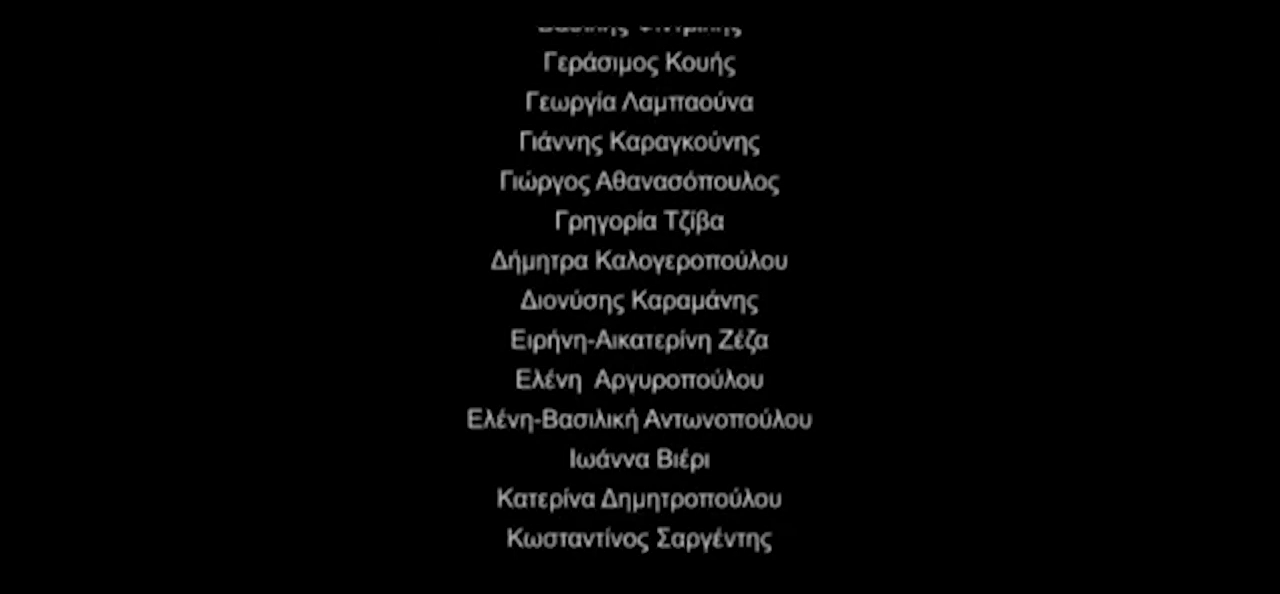 Γεράσιμος Κουής
Γεωργία Λαμπαούνα
Γιάννης Καραγκούνης
Γιώργος Αθανασόπουλος
Γρηγορία Τζίβα
Δήμητρα Καλογεροπούλου
Διονύσης Καραμάνης
Ειρήνη-Αικατερίνη Ζέζα
Ελένη Αργυροπούλου
Ελένη-Βασιλική Αντωνοπούλου
Ιωάννα Βιέρι
Κατερίνα Δημητροπούλου
Κωσταντίνος Σαργέντης